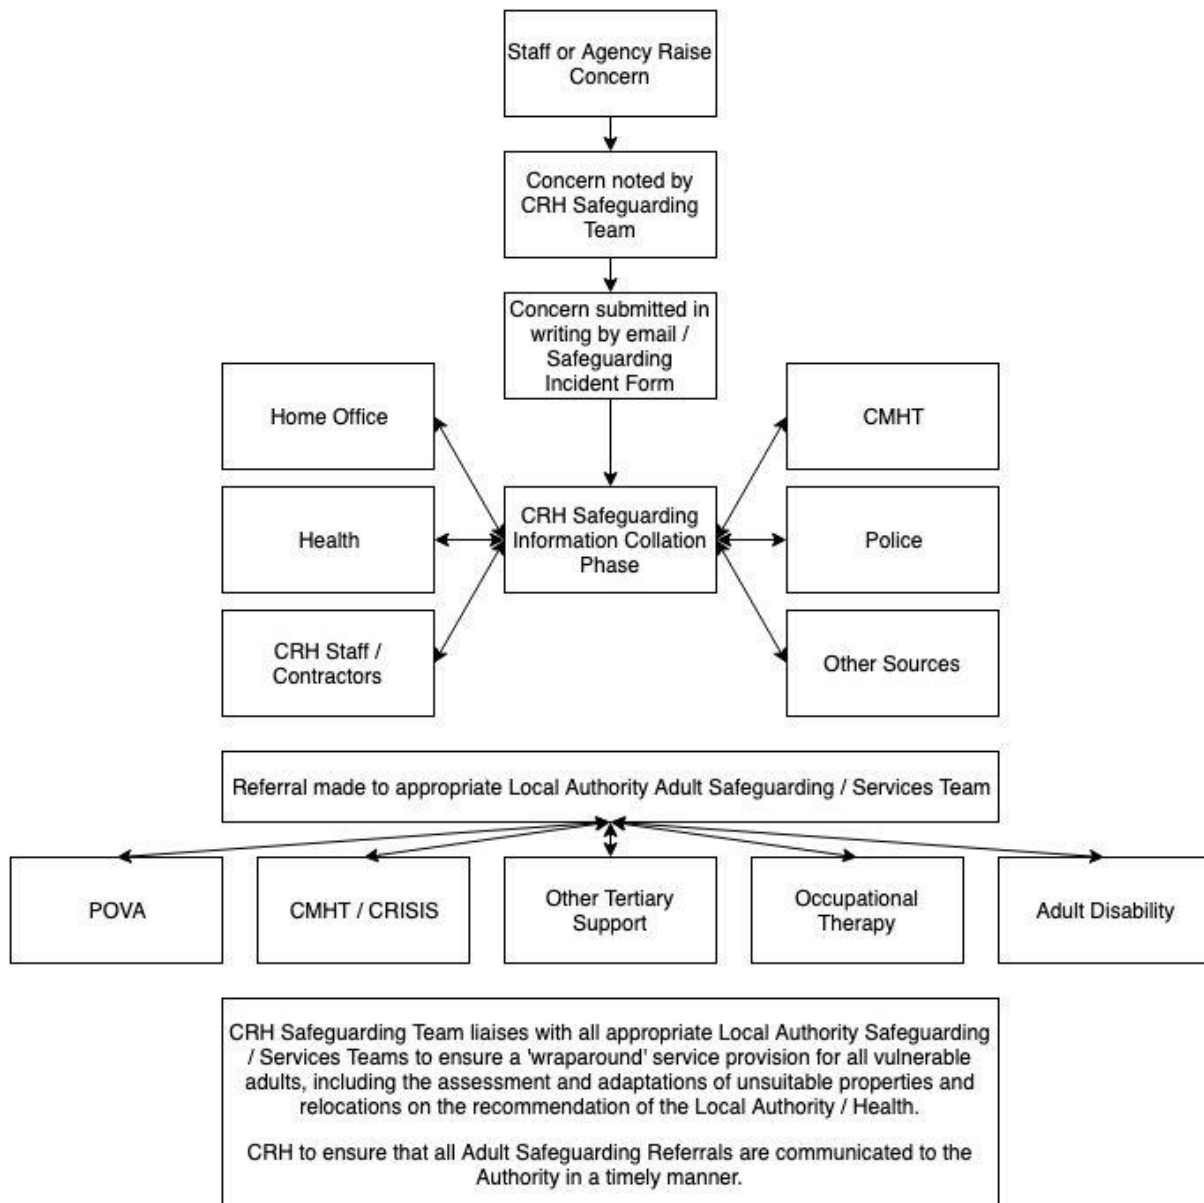 Staff or Agency Raise
Concern
Concern noted by
CRH Safeguarding
Team
Concern submitted in
writing by email /
Safeguarding
Incident Form
Home Office
CMHT
Health
CRH Safeguarding
Information Collation
Phase
Police
CRH Staff /
Contractors
Other Sources
Referral made to appropriate Local Authority Adult Safeguarding / Services Team
POVA
CMHT / CRISIS
Other Tertiary
Support
Occupational
Therapy
Adult Disability
CRH Safeguarding Team liaises with all appropriate Local Authority Safeguarding
/ Services Teams to ensure a 'wraparound' service provision for all vulnerable
adults, including the assessment and adaptations of unsuitable properties and
relocations on the recommendation of the Local Authority / Health.
CRH to ensure that all Adult Safeguarding Referrals are communicated to the
Authority in a timely manner.